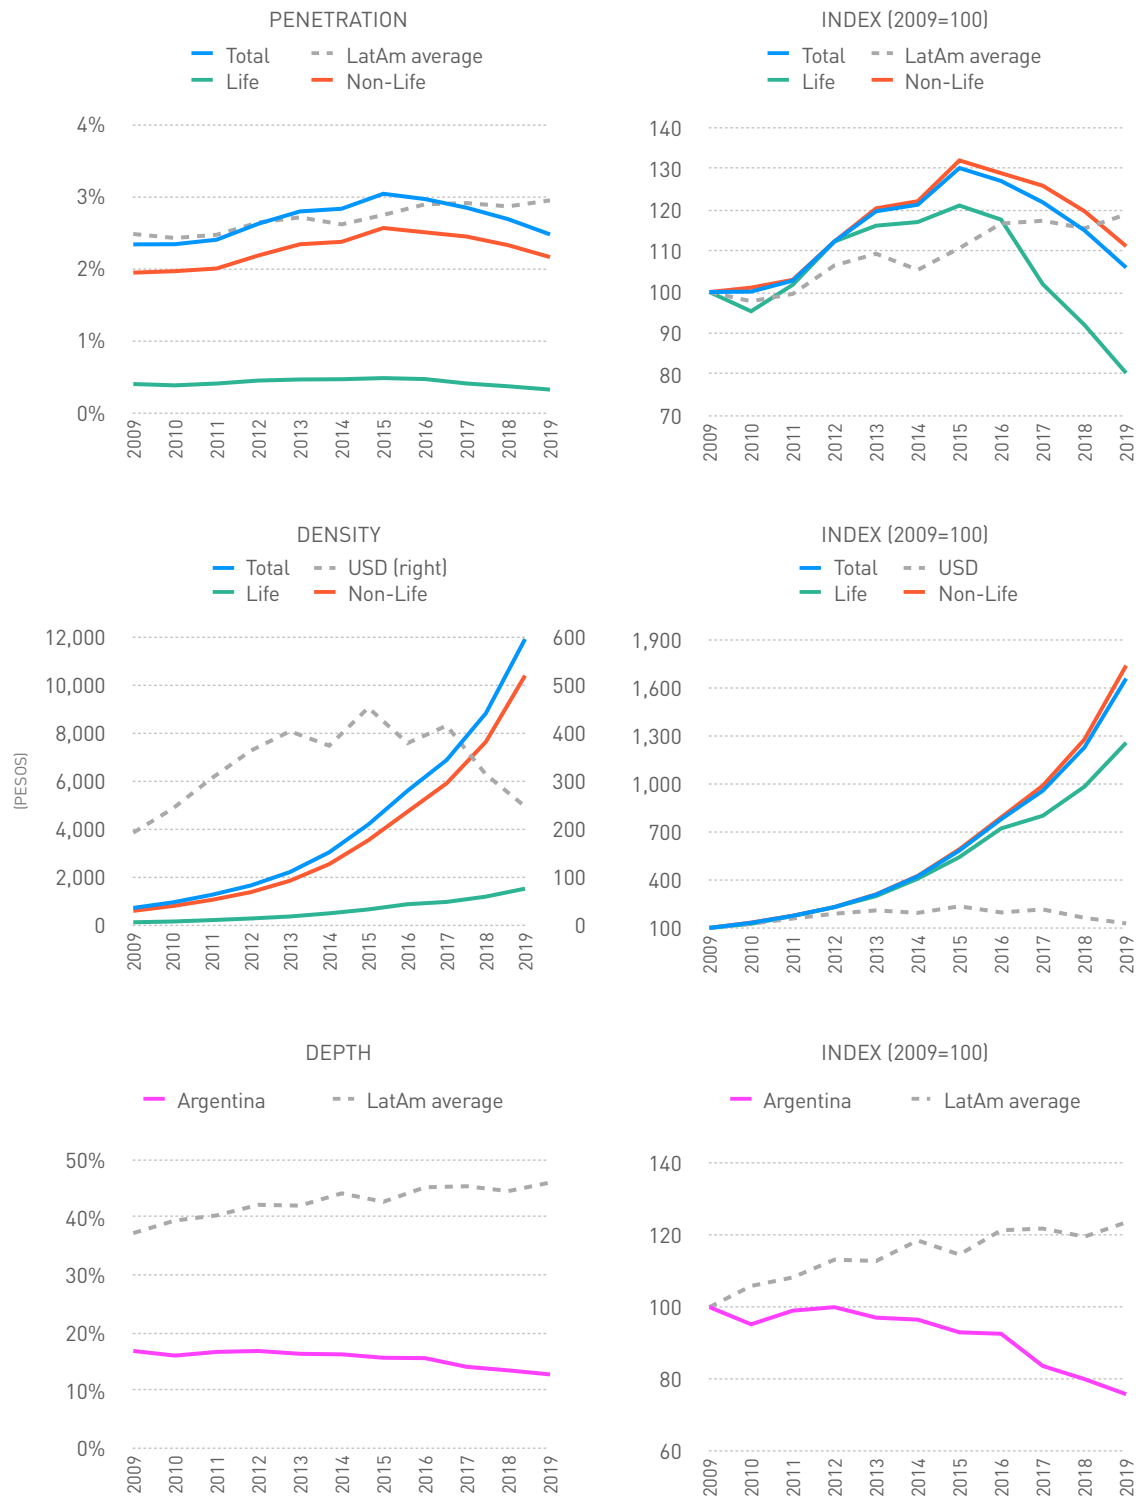 PENETRATION
Total LatAm average
Life Non-Life
4%
3%
2%
1%
0%
2009 2010 2011 2012 2013 2014 2015 2016 2017 2018 2019
INDEX (2009=100)
Total LatAm average
Life Non-Life
140
130
120
110
100
90
80
70
2009 2010 2011 2012 2013 2014 2015 2016 2017 2018 2019
DENSITY
Total USD (right)
Life Non-Life
(PESOS)
12,000 600
10,000 500
8,000 400
6,000 300
4,000 200
2,000 100
0 0
2009 2010 2011 2012 2013 2014 2015 2016 2017 2018 2019
INDEX (2009=100)
Total USD
Life Non-Life
1,900
1,600
1,300
1,000
700
400
100
2009 2010 2011 2012 2013 2014 2015 2016 2017 2018 2019
DEPTH
Argentina LatAm average
50%
40%
30%
20%
10%
0%
2009 2010 2011 2012 2013 2014 2015 2016 2017 2018 2019
INDEX (2009=100)
Argentina LatAm average
140
120
100
80
60
2009 2010 2011 2012 2013 2014 2015 2016 2017 2018 2019